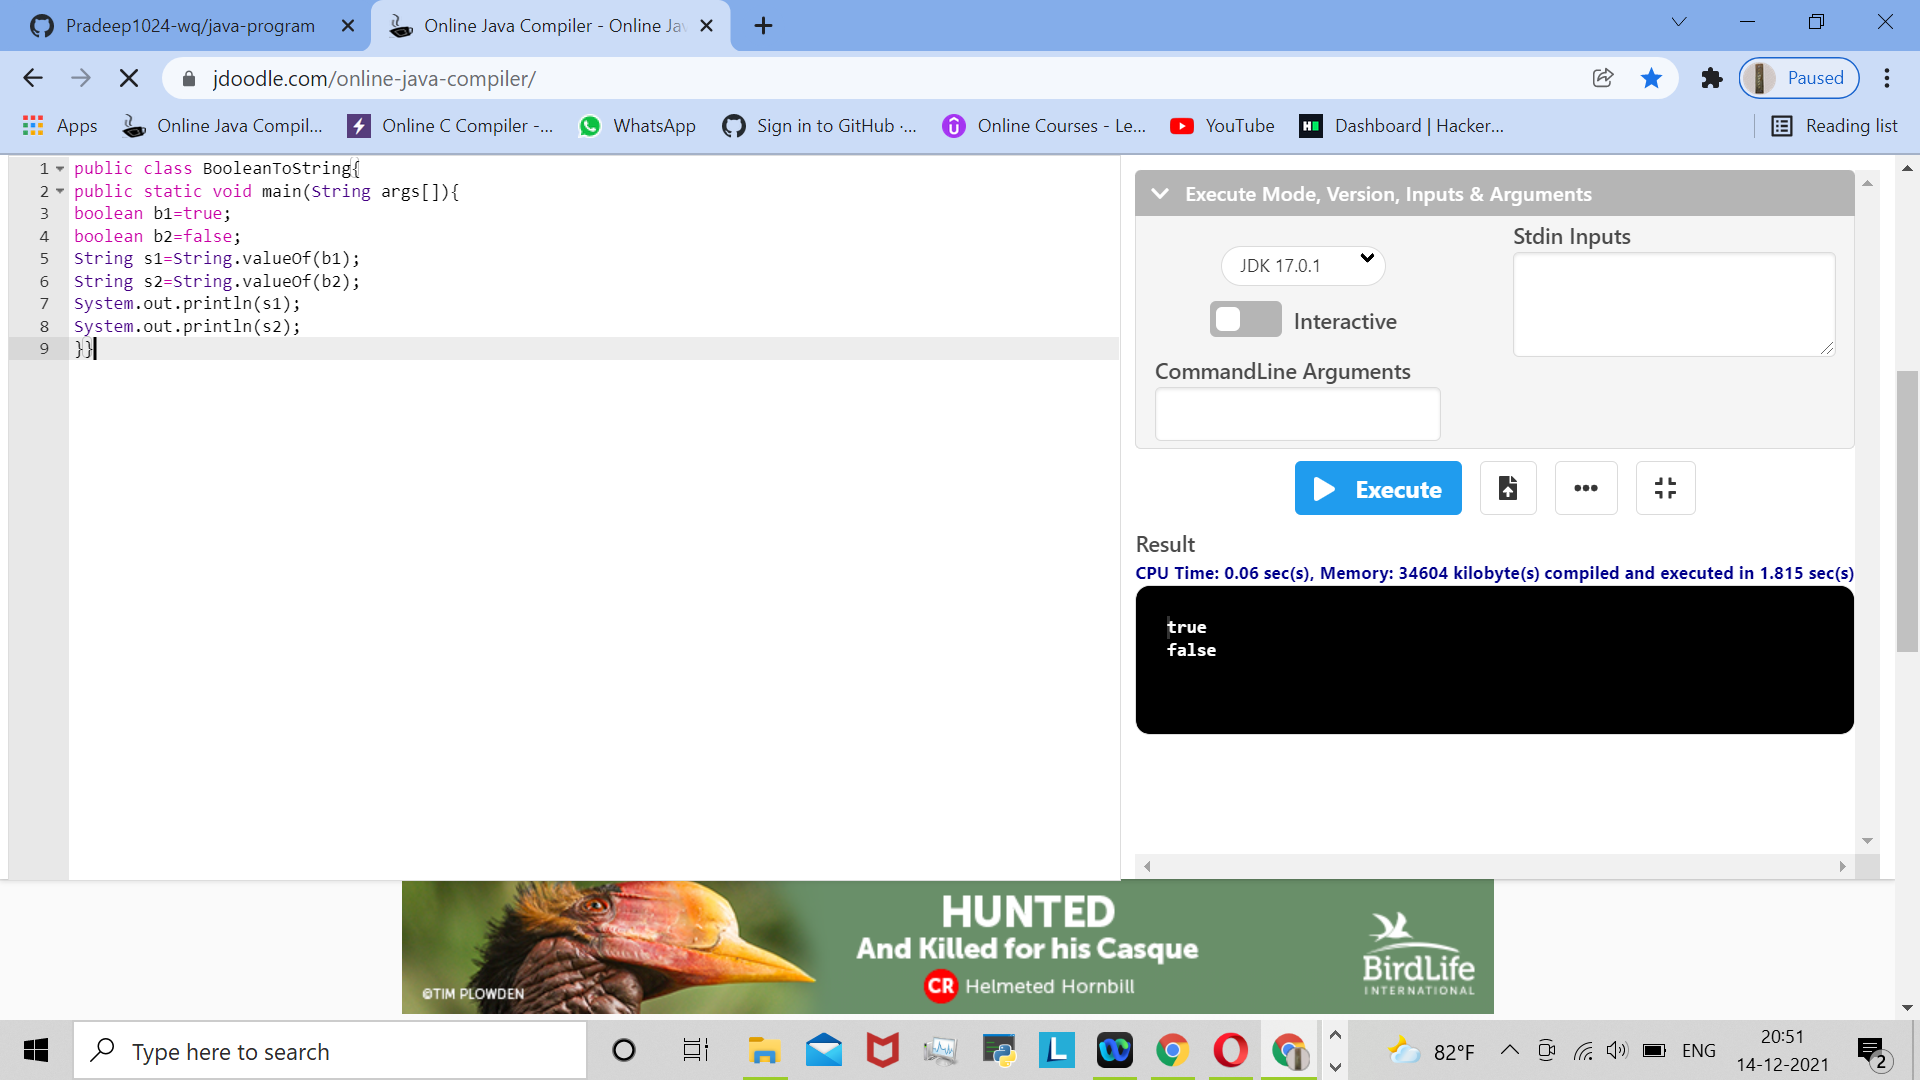 Pradeep1024-wq/java-program
Online Java Compiler - Online Jav
jdoodle.com/online-java-compiler/
Paused
Apps
Online Java Compil...
Online C Compiler -...
WhatsApp
Sign in to GitHub ·...
Online Courses - Le...
YouTube
Dashboard | Hacker...
Reading list
1 public class BooleanToString{
2 public static void main(String args[]){
3 boolean b1=true;
4 boolean b2=false;
5 String s1=String.valueOf(b1);
6 String s2=String.valueOf(b2);
7 System.out.println(s1);
8 System.out.println(s2);
9 }}
Execute Mode, Version, Inputs & Arguments
JDK 17.0.1
Stdin Inputs
Interactive
CommandLine Arguments
Execute
Result
CPU Time: 0.06 sec(s), Memory: 34604 kilobyte(s) compiled and executed in 1.815 sec(s)
true
false
HUNTED
And Killed for his Casque
CR Helmeted Hornbill
©TIM PLOWDEN
BirdLife
INTERNATIONAL
Type here to search
82°F
ENG
20:51
14-12-2021
2